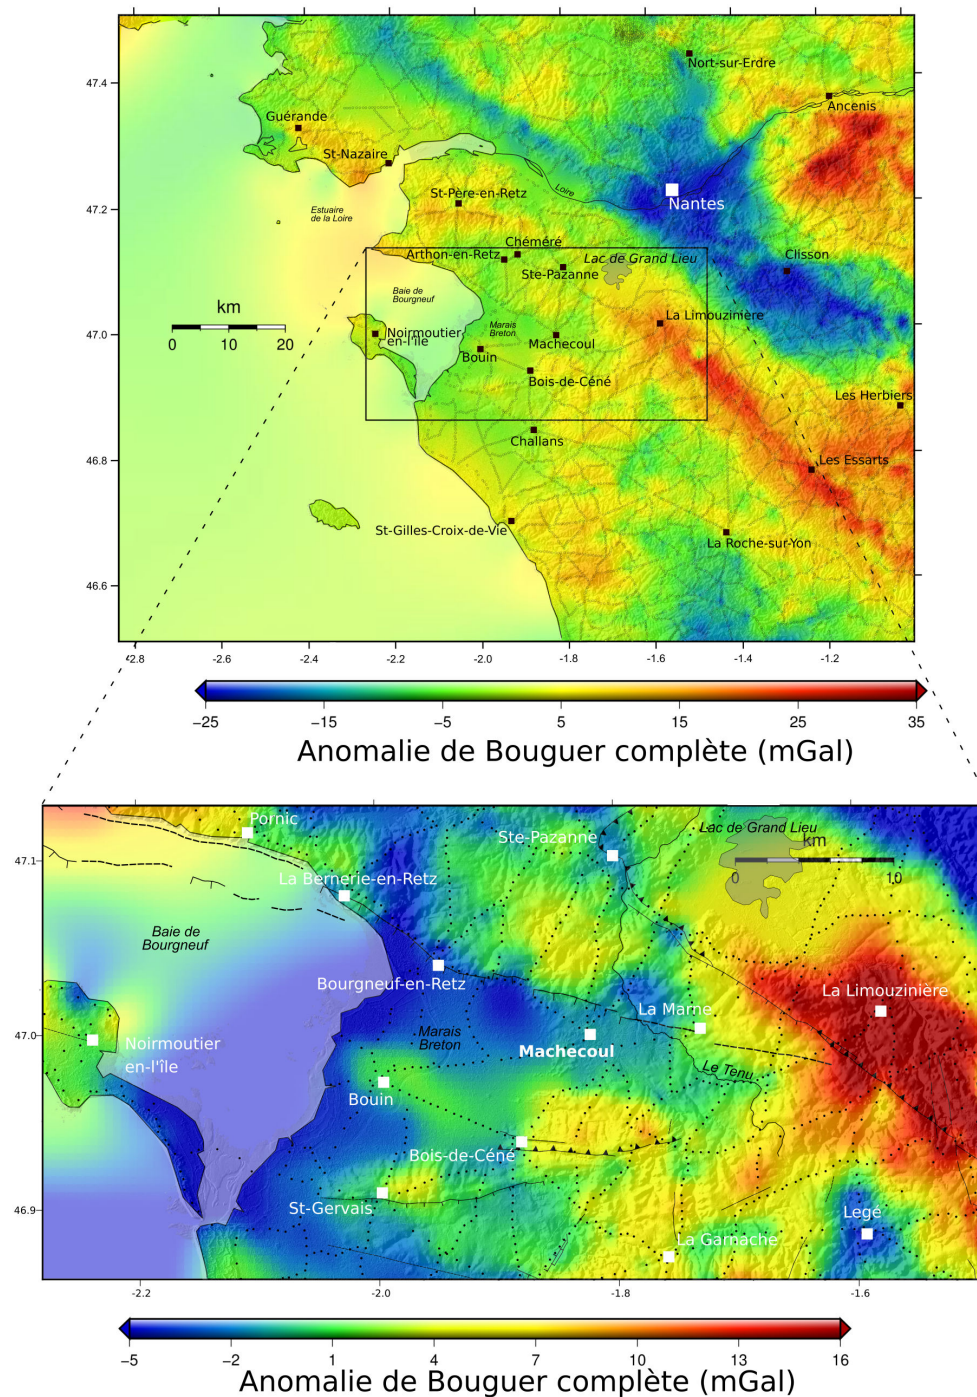 47.4
47.2
47.0
46.8
46.6
Nort-sur-Erdre
Ancenis
Guérande
St-Nazaire
St-Père-en-Retz
Loire
Nantes
Estuaire
de la Loire
Chéméré
Arthon-en-Retz
Ste-Pazanne
Lac de Grand Lieu
Clisson
Baie de
Bourgneuf
km
0 10 20
Noirmoutier
en-l'île
Marais
Breton
La Limouzinière
Machecoul
Bouin
Bois-de-Céné
Les Herbiers
Challans
Les Essarts
St-Gilles-Croix-de-Vie
La Roche-sur-Yon
-2.8 -2.6 -2.4 -2.2 -2.0 -1.8 -1.6 -1.4 -1.2
−25 −15 −5 5 15 25 35
Anomalie de Bouguer complète (mGal)
47.1
47.0
46.9
Pornic
Ste-Pazanne
Lac de Grand Lieu
km
0 10
La Bernerie-en-Retz
Baie de
Bourgneuf
Bourgneuf-en-Retz
La Limouzinière
La Marne
Marais
Breton
Machecoul
Noirmoutier
en-l'île
Le Tenu
Bouin
Bois-de-Céné
St-Gervais
Legé
La Garnache
-2.2 -2.0 -1.8 -1.6
−5 −2 1 4 7 10 13 16
Anomalie de Bouguer complète (mGal)